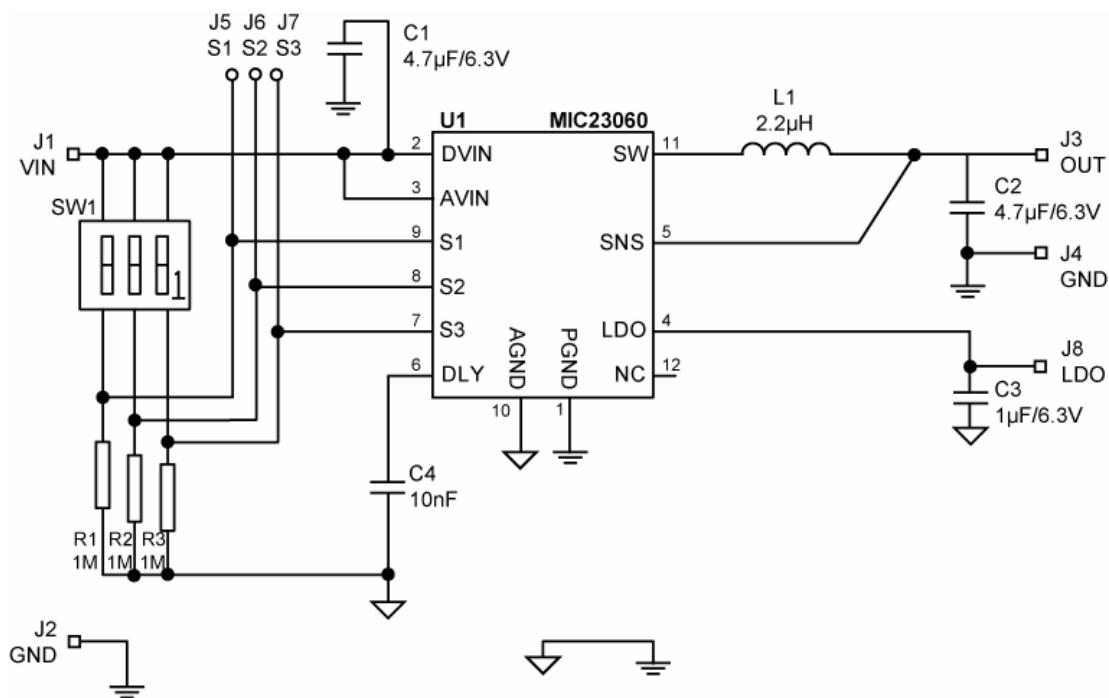 J5 J6 J7
S1 S2 S3
C1
4.7µF/6.3V
U1 MIC23060
J1
VIN
2 DVIN
SW 11
L1
2.2µH
J3
OUT
3 AVIN
C2
4.7µF/6.3V
SW1
1
9 S1
SNS 5
J4
GND
8 S2
7 S3
LDO 4
J8
LDO
6 DLY
AGND
PGND
NC 12
10
1
C3
1µF/6.3V
C4
10nF
R1 R2 R3
1M 1M 1M
J2
GND